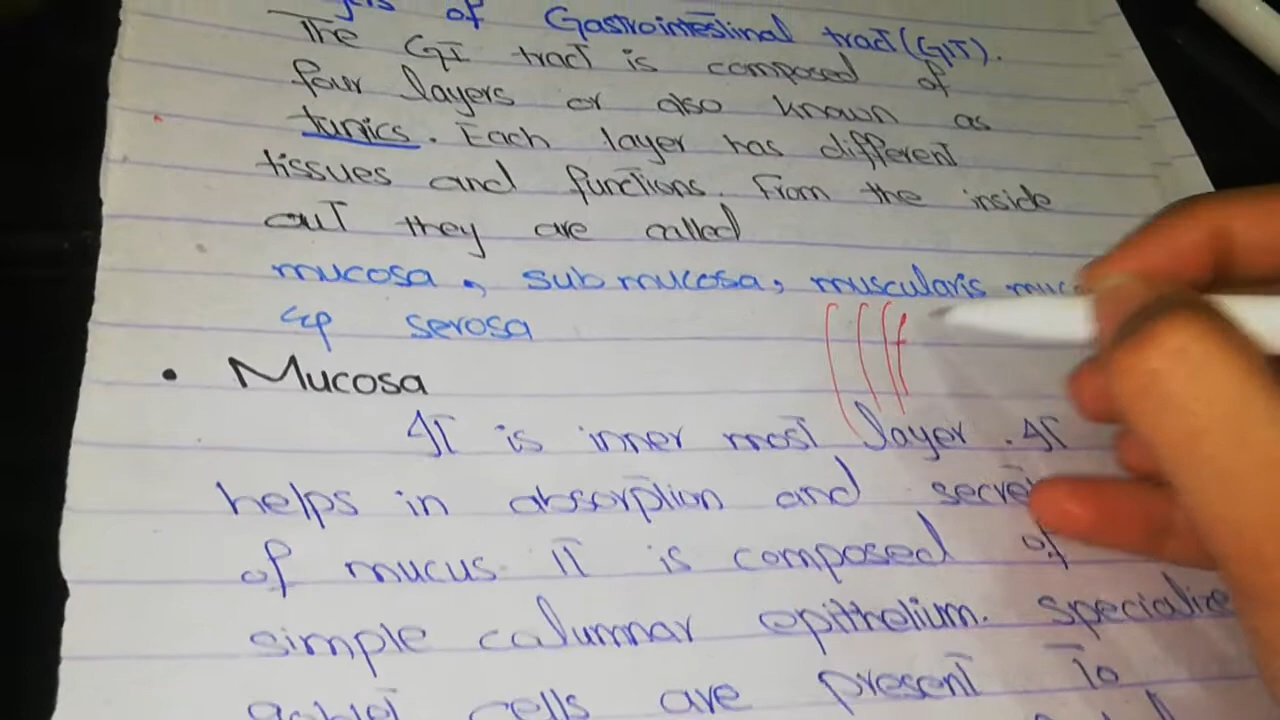 of Gastrointestinal tract (GIT).
The GI tract is composed of
four layers or also known as
tunics. Each layer has different
tissues and functions. From the inside
out they are called
mucosa, submucosa, muscularis
& serosa
• Mucosa
It is inner most layer. It
helps in absorption and
of mucus. It is composed of
simple calumnar epithelium. specialize
goblet cells are present to